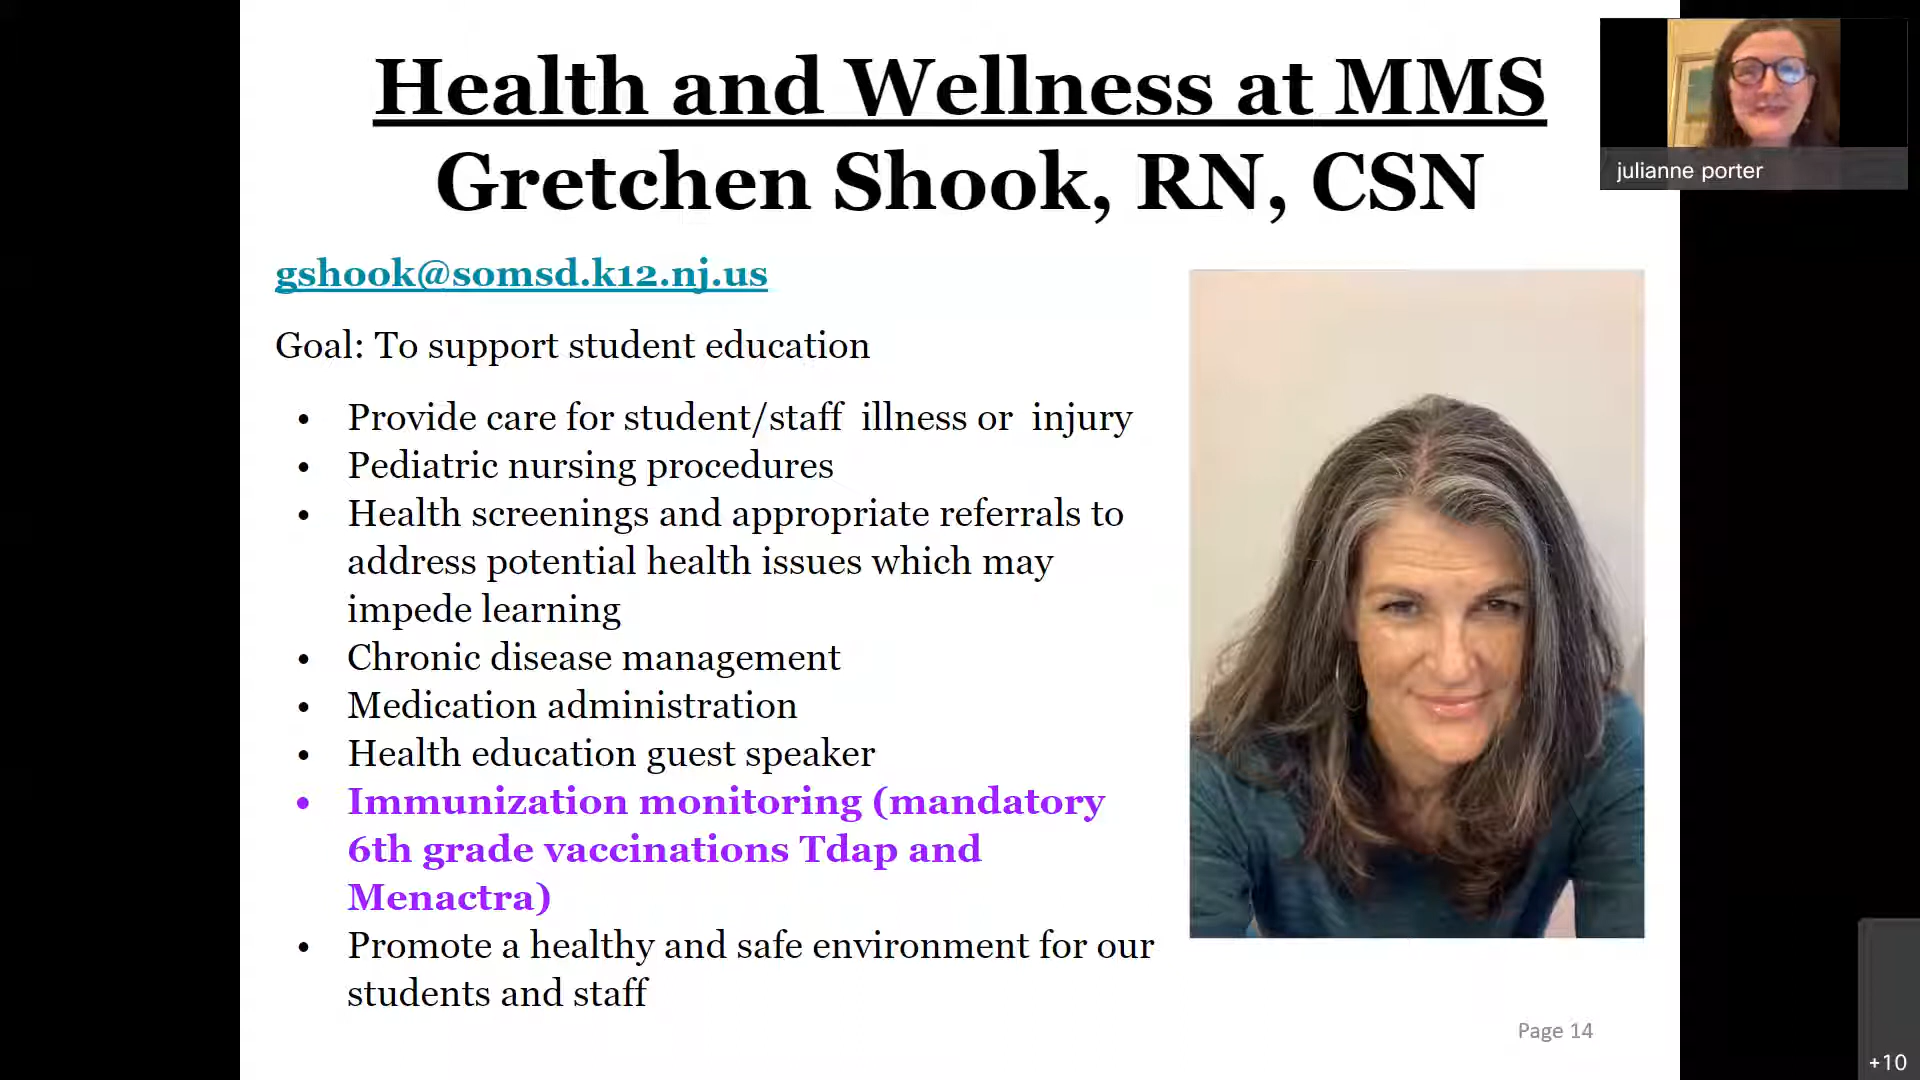 Health and Wellness at MMS
Gretchen Shook, RN, CSN
julianne porter
gshook@somsd.k12.nj.us
Goal: To support student education
• Provide care for student/staff illness or injury
• Pediatric nursing procedures
• Health screenings and appropriate referrals to
address potential health issues which may
impede learning
• Chronic disease management
• Medication administration
• Health education guest speaker
• Immunization monitoring (mandatory
6th grade vaccinations Tdap and
Menactra)
• Promote a healthy and safe environment for our
students and staff
Page 14
+10